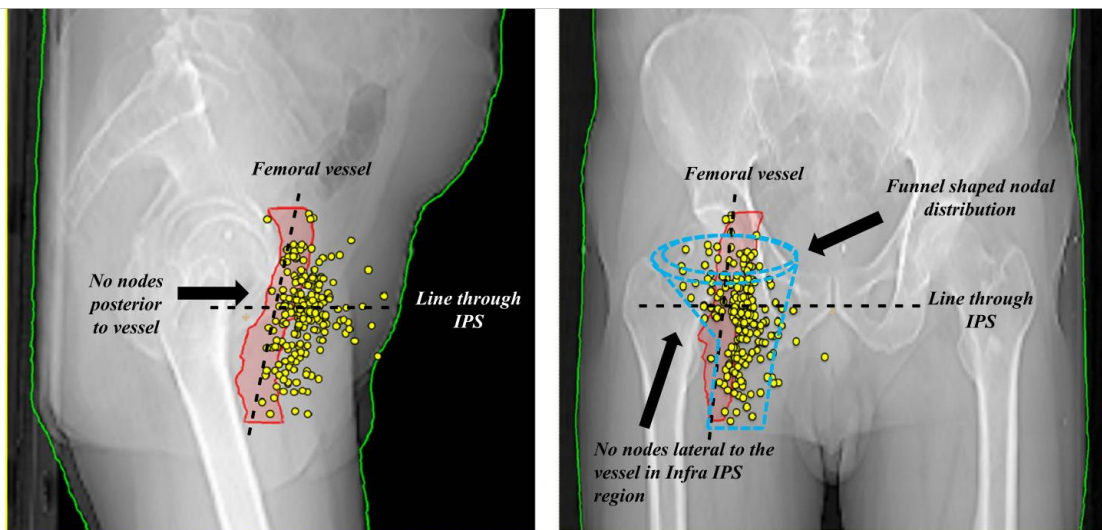 Femoral vessel
No nodes
posterior
to vessel
Line through
IPS
Femoral vessel
Funnel shaped nodal
distribution
Line through
IPS
No nodes lateral to the
vessel in Infra IPS
region